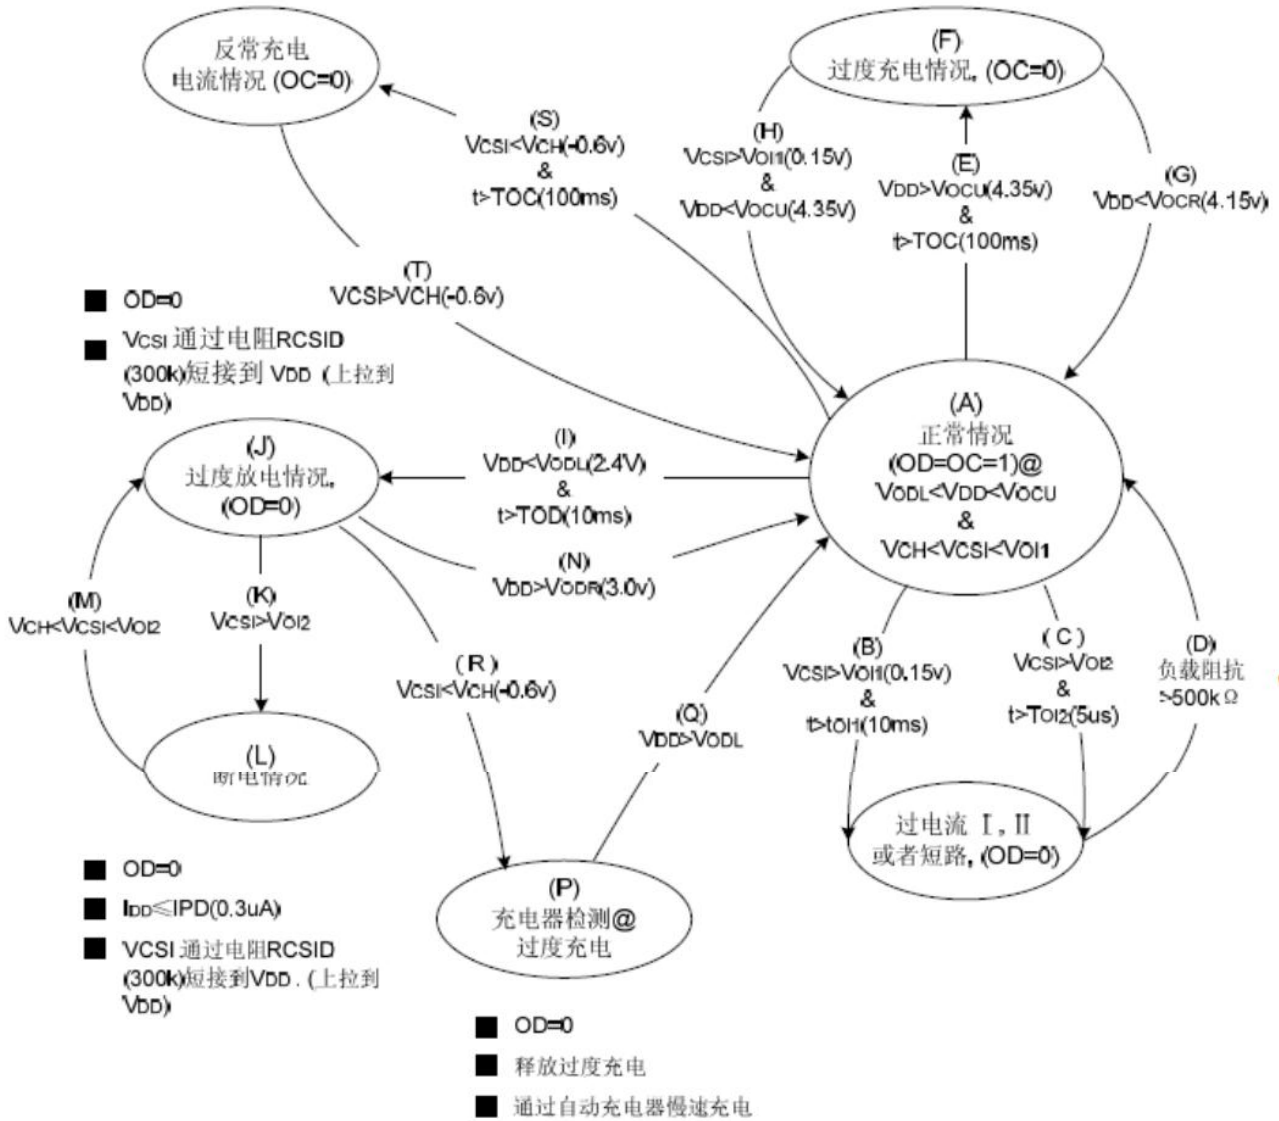 反常充电
电流情况 (OC=0)
(F)
过度充电情况, (OC=0)
(S)
VCSI<VCH(-0.6v)
&
t>TOC(100ms)
(H)
VCSI>VOI1(0.15v)
&
VDD<VOCU(4.35v)
(E)
VDD>VOCU(4.35v)
&
t>TOC(100ms)
(G)
VDD<VOCR(4.15v)
(T)
VCSI>VCH(-0.6v)
OD=0
VCSI 通过电阻RCSID
(300k)短接到 VDD (上拉到
VDD)
(A)
正常情况
(OD=OC=1)@
VODL<VDD<VOCU
&
VCH<VCSI<VOI1
(J)
过度放电情况,
(OD=0)
(I)
VDD<VODL(2.4V)
&
t>TOD(10ms)
(N)
VDD>VODR(3.0v)
(M)
VCH<VCSI<VOI2
(K)
VCSI>VOI2
(R)
VCSI<VCH(-0.6v)
(B)
VCSI>VOI1(0.15v)
&
t>tOI1(10ms)
(C)
VCSI>VOI2
&
t>TOI2(5us)
(D)
负载阻抗
>500kΩ
(Q)
VDD>VODL
(L)
断电情况
过电流 Ⅰ, Ⅱ
或者短路, (OD=0)
OD=0
IDD≤IPD(0.3uA)
VCSI 通过电阻RCSID
(300k)短接到VDD . (上拉到
VDD)
(P)
充电器检测@
过度充电
OD=0
释放过度充电
通过自动充电器慢速充电